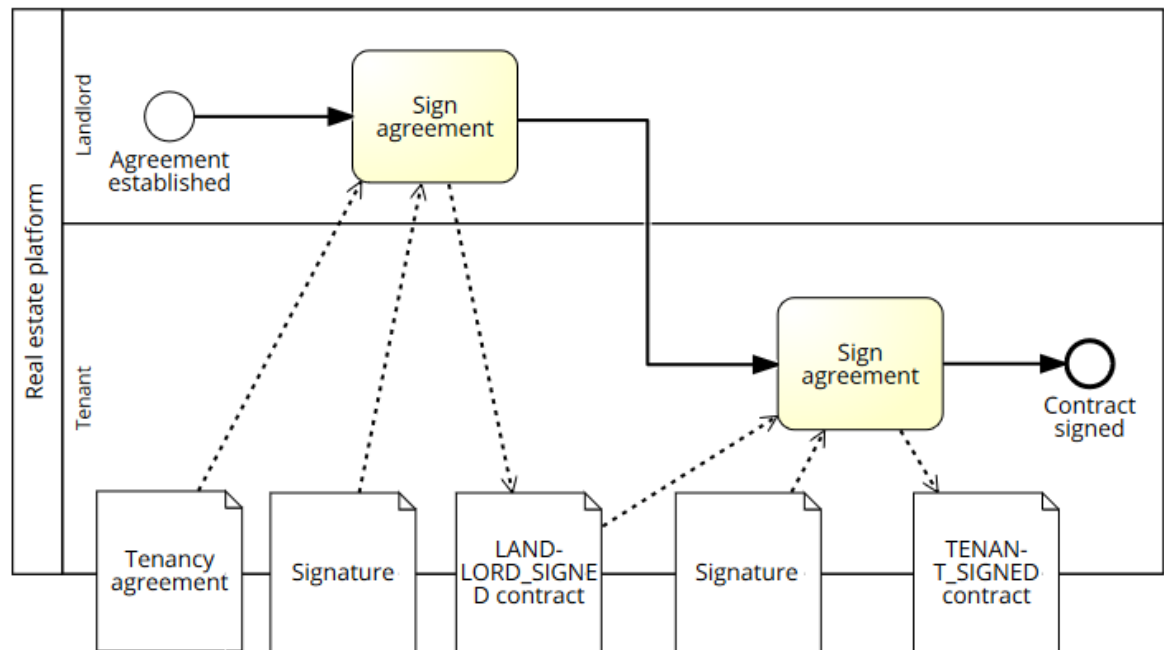 Real estate platform
Landlord
Agreement
established
Sign
agreement
Tenant
Sign
agreement
Contract
signed
Tenancy
agreement
Signature
LAND-
LORD_SIGNE
D contract
Signature
TENAN-
T_SIGNED
contract